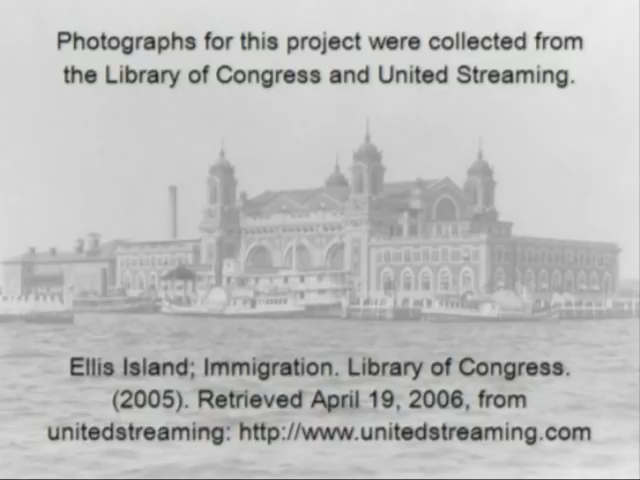 Photographs for this project were collected from
the Library of Congress and United Streaming.
Ellis Island; Immigration. Library of Congress.
(2005). Retrieved April 19, 2006, from
unitedstreaming: http://www.unitedstreaming.com